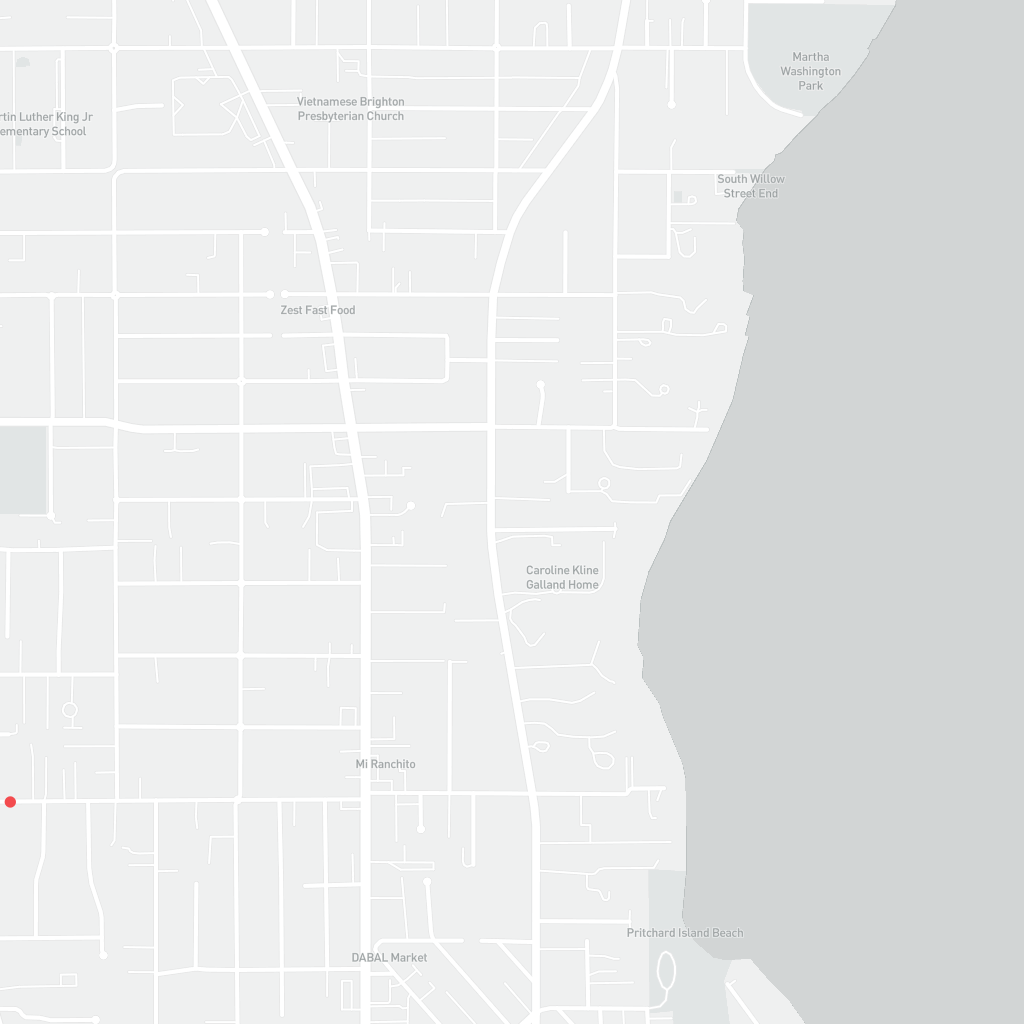 Martha
Washington
Park
Vietnamese Brighton
Presbyterian Church
rtin Luther King Jr
ementary School
South Willow
Street End
Zest Fast Food
Caroline Kline
Galland Home
Mi Ranchito
Pritchard Island Beach
DABAL Market